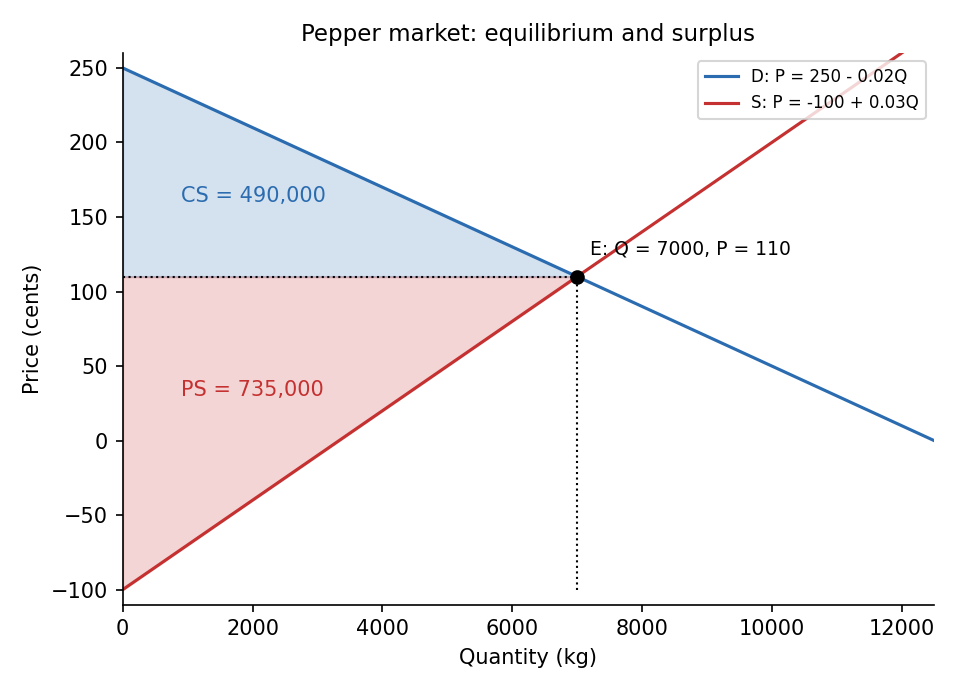 Pepper market: equilibrium and surplus
D: P = 250 - 0.02Q
S: P = -100 + 0.03Q
CS = 490,000
E: Q = 7000, P = 110
PS = 735,000
Price (cents)
250
200
150
100
50
0
−50
−100
0 2000 4000 6000 8000 10000 12000
Quantity (kg)